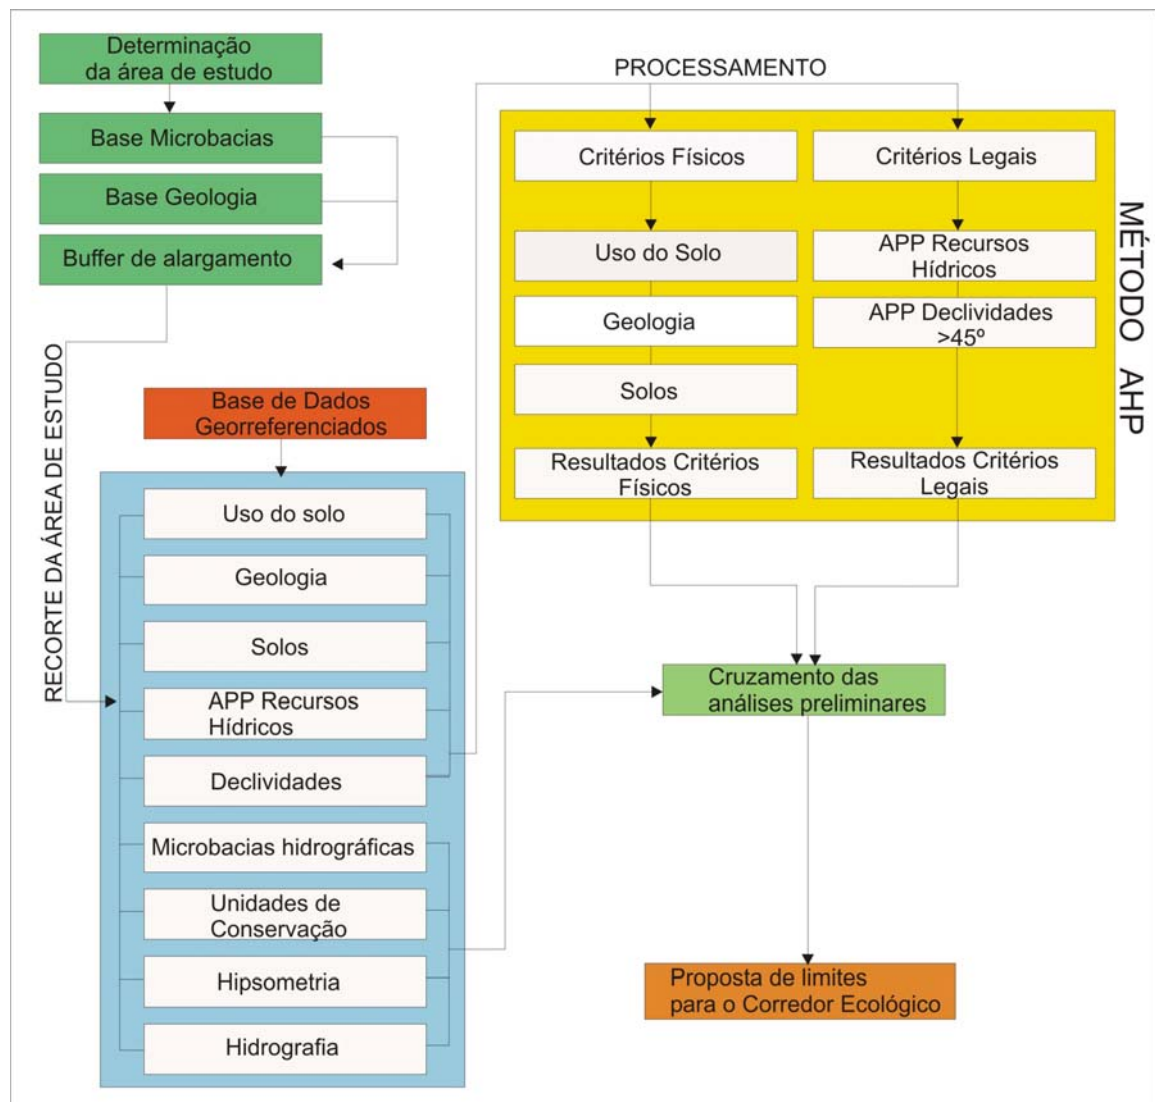 Determinação
da área de estudo
Base Microbacias
Base Geologia
Buffer de alargamento
RECORTE DA ÁREA DE ESTUDO
Base de Dados
Georreferenciados
Uso do solo
Geologia
Solos
APP Recursos
Hídricos
Declividades
Microbacias hidrográficas
Unidades de
Conservação
Hipsometria
Hidrografia
PROCESSAMENTO
Critérios Físicos
Uso do Solo
Geologia
Solos
Resultados Critérios
Físicos
Critérios Legais
APP Recursos
Hídricos
APP Declividades
>45º
Resultados Critérios
Legais
MÉTODO AHP
Cruzamento das
análises preliminares
Proposta de limites
para o Corredor Ecológico